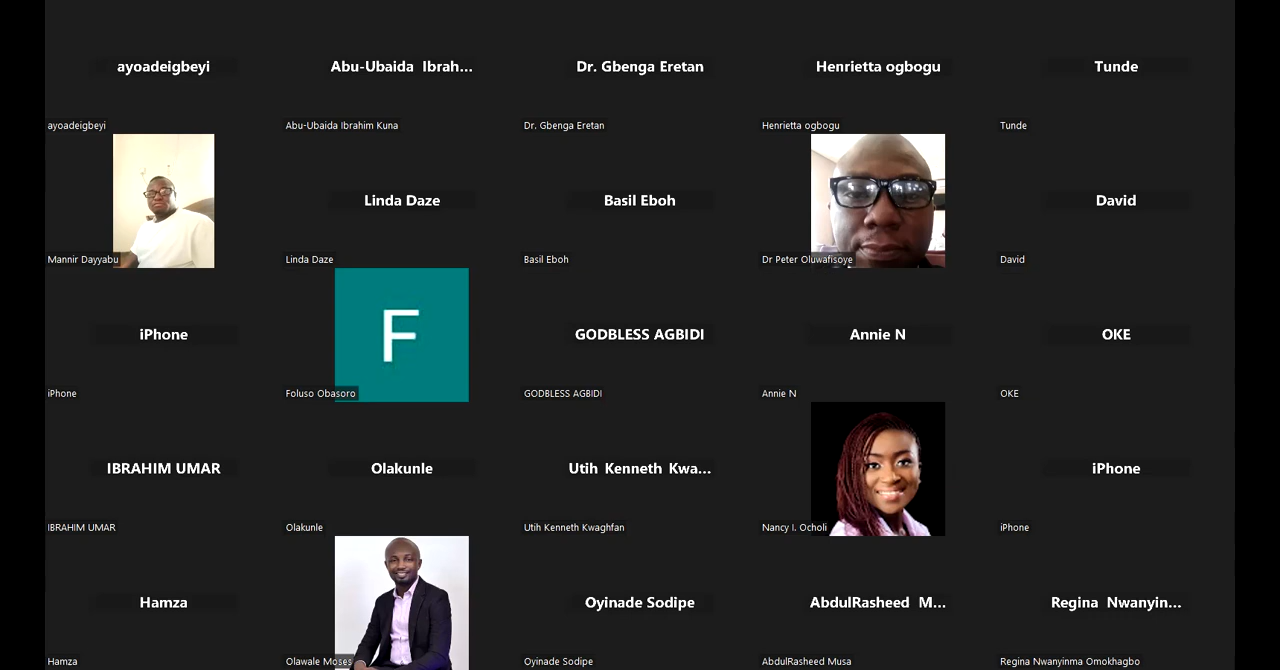 ayoadeigbeyi
Abu-Ubaida Ibrah...
Dr. Gbenga Eretan
Henrietta ogbogu
Tunde
ayoadeigbeyi
Abu-Ubaida Ibrahim Kuna
Dr. Gbenga Eretan
Henrietta ogbogu
Tunde
Linda Daze
Basil Eboh
David
Mannir Dayyabu
Linda Daze
Basil Eboh
Dr Peter Oluwafisoye
David
iPhone
F
GODBLESS AGBIDI
Annie N
OKE
iPhone
Foluso Obasoro
GODBLESS AGBIDI
Annie N
OKE
IBRAHIM UMAR
Olakunle
Utih Kenneth Kwa...
iPhone
IBRAHIM UMAR
Olakunle
Utih Kenneth Kwaghfan
Nancy I. Ocholi
iPhone
Hamza
Oyinade Sodipe
AbdulRasheed M...
Regina Nwanyin...
Hamza
Olawale Moses
Oyinade Sodipe
AbdulRasheed Musa
Regina Nwanyinma Omokhagbo